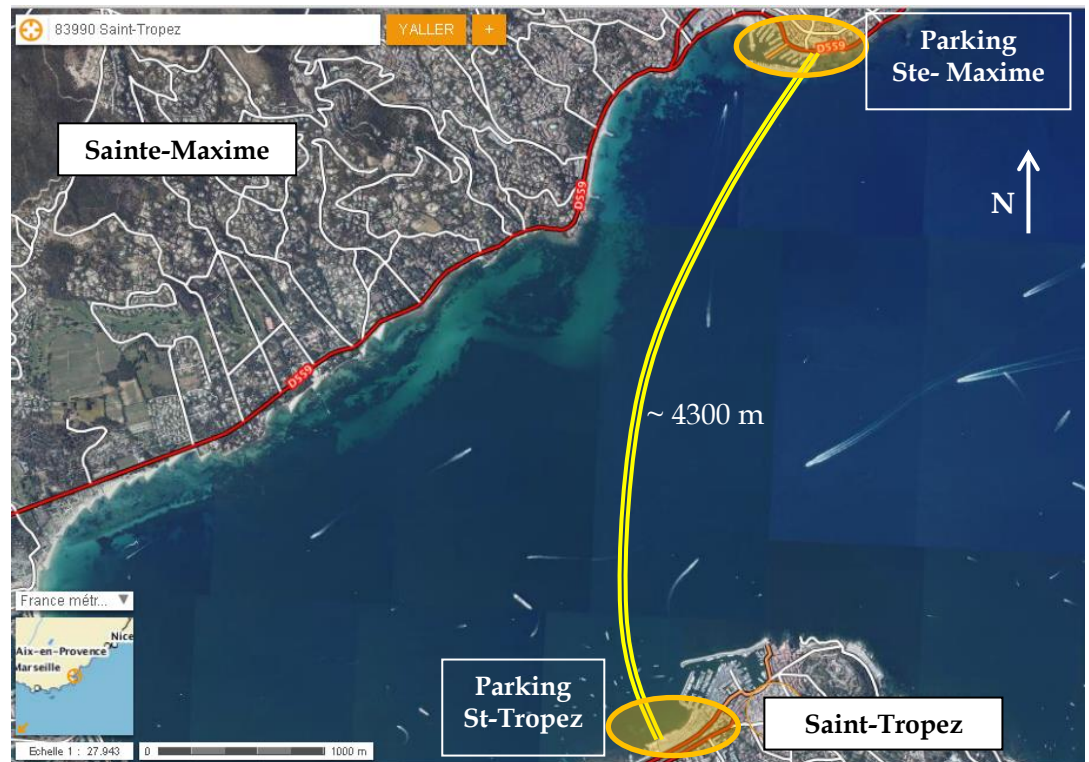 83990 Saint-Tropez
YALLER
+
Parking
Ste- Maxime
D559
Sainte-Maxime
D559
N
D559
~ 4300 m
France métr...
Nice
Aix-en-Provence
Marseille
Parking
St-Tropez
Saint-Tropez
Echelle 1 : 27.943
0
1000 m